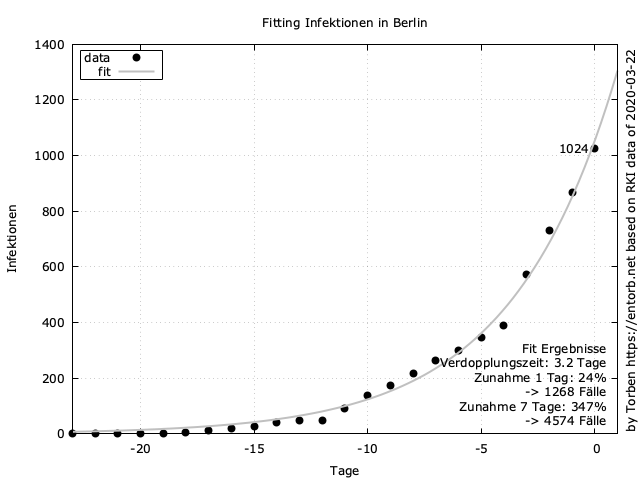 Fitting Infektionen in Berlin
1400
1200
1000
800
600
400
200
0
Infektionen
data
fit
1024
Fit Ergebnisse
Verdopplungszeit: 3.2 Tage
Zunahme 1 Tag: 24%
-> 1268 Fälle
Zunahme 7 Tage: 347%
-> 4574 Fälle
-20
-15
-10
-5
0
Tage
by Torben https://entorb.net based on RKI data of 2020-03-22